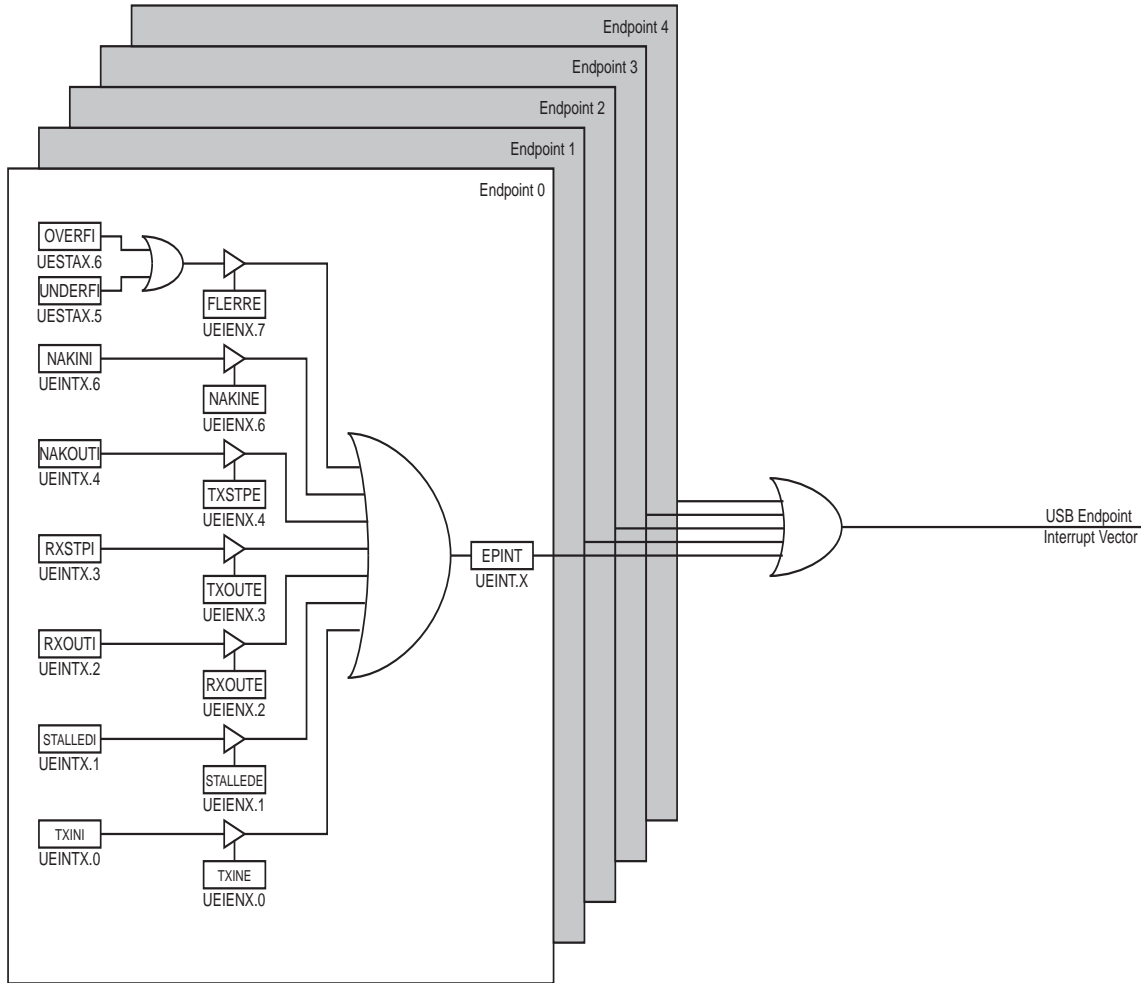 Endpoint 4
Endpoint 3
Endpoint 2
Endpoint 1
Endpoint 0
OVERFI
UESTAX.6
UNDERFI
UESTAX.5
FLERRE
UEIENX.7
NAKINI
UEINTX.6
NAKINE
UEIENX.6
NAKOUTI
UEINTX.4
TXSTPE
UEIENX.4
RXSTPI
UEINTX.3
TXOUTE
UEIENX.3
RXOUTI
UEINTX.2
RXOUTE
UEIENX.2
STALLEDI
UEINTX.1
STALLEDE
UEIENX.1
TXINI
UEINTX.0
TXINE
UEIENX.0
EPINT
UEINT.X
USB Endpoint
Interrupt Vector